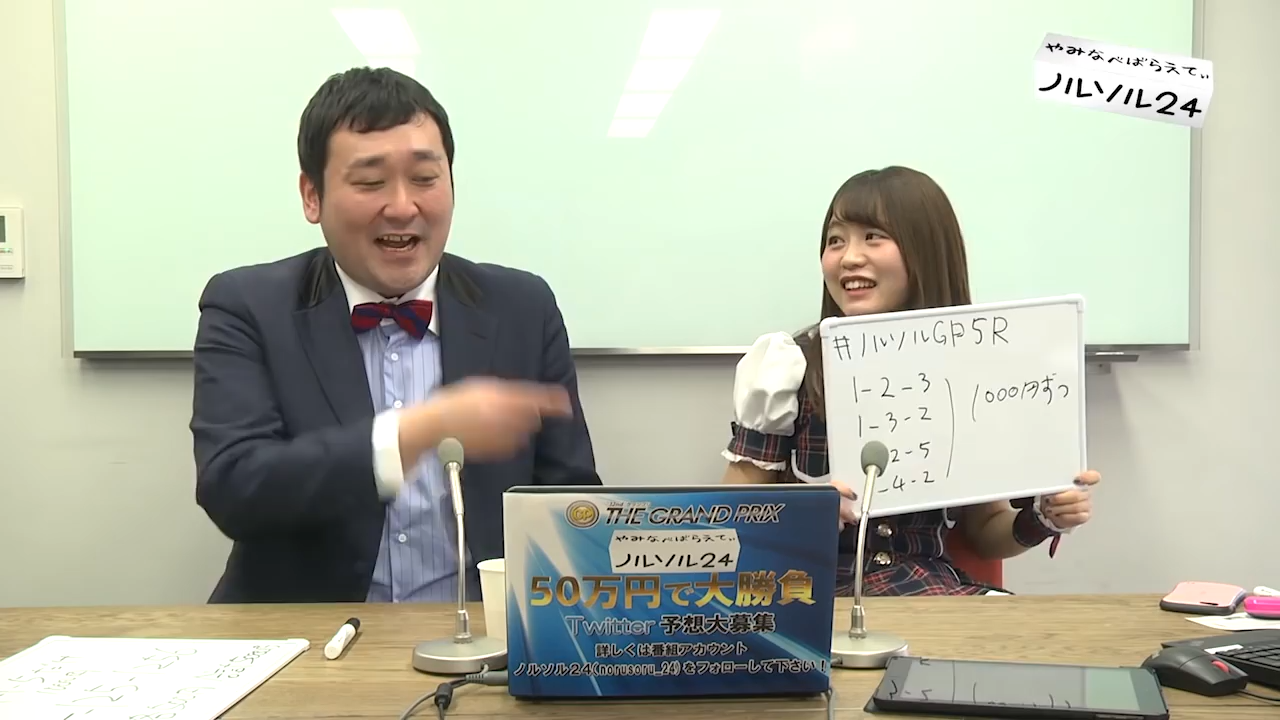 やみなべばらえてぃ
ノルソル24
#ノルソルGP5R
1-2-3
1-3-2
2-5
-4-2
1000円ずつ
THE GRAND PRIX
やみなべばらえてぃ
ノルソル24
50万円で大勝負
Twitter 予想大募集
詳しくは番組アカウント
ノルソル24(norusoru_24)をフォローして下さい!